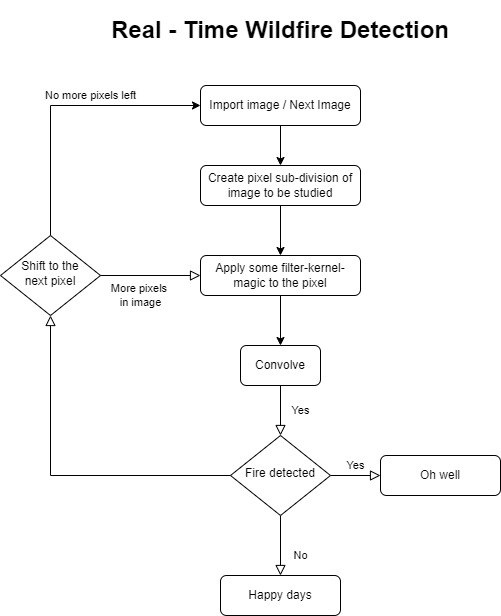 Real - Time Wildfire Detection
No more pixels left
Import image / Next Image
Create pixel sub-division of
image to be studied
Shift to the
next pixel
More pixels
in image
Apply some filter-kernel-
magic to the pixel
Convolve
Yes
Fire detected
Yes
Oh well
No
Happy days